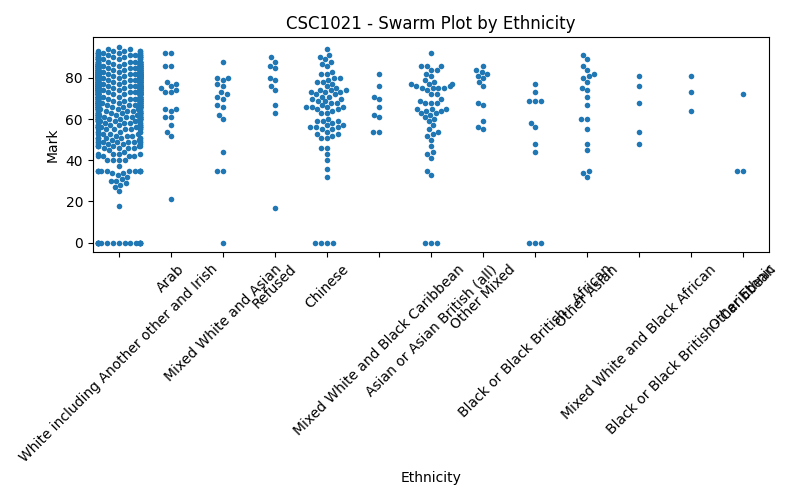 CSC1021 - Swarm Plot by Ethnicity
Mark
80
60
40
20
0
White including Another other and Irish
Arab
Mixed White and Asian
Refused
Chinese
Mixed White and Black Caribbean
Asian or Asian British (all)
Other Mixed
Black or Black British - African
Other Asian
Mixed White and Black African
Black or Black British - Caribbean
Other Ethnic
Ethnicity